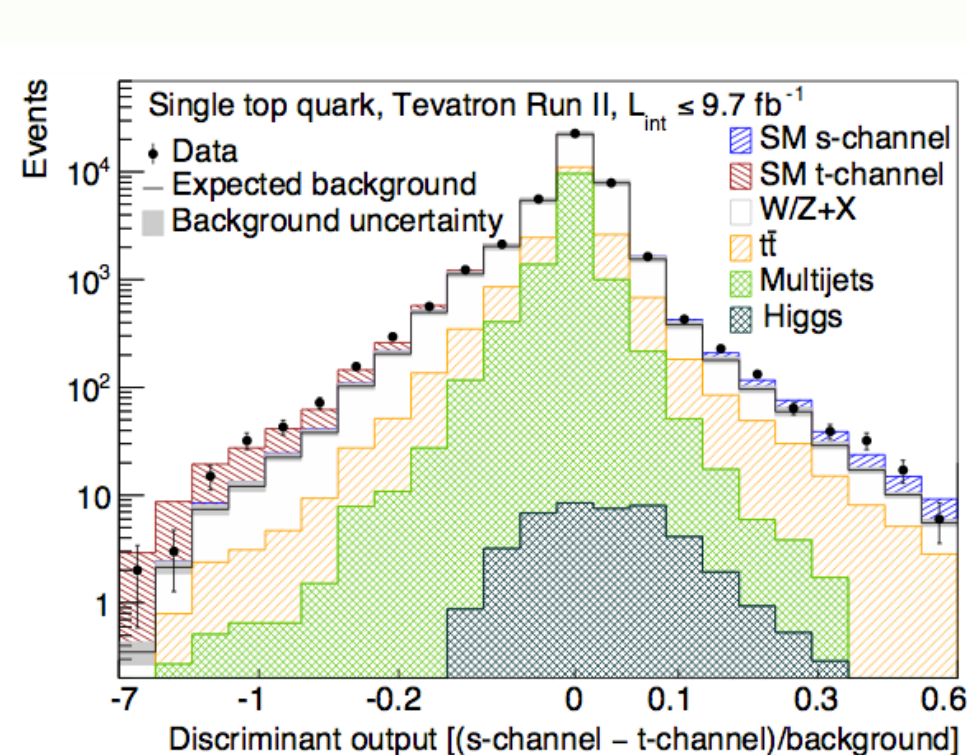 Events
Single top quark, Tevatron Run II, L_int ≤ 9.7 fb⁻¹
Data
Expected background
Background uncertainty
SM s-channel
SM t-channel
W/Z+X
tt̄
Multijets
Higgs
10⁴
10³
10²
10
1
-7 -1 -0.2 0 0.1 0.3 0.6
Discriminant output [(s-channel – t-channel)/background]